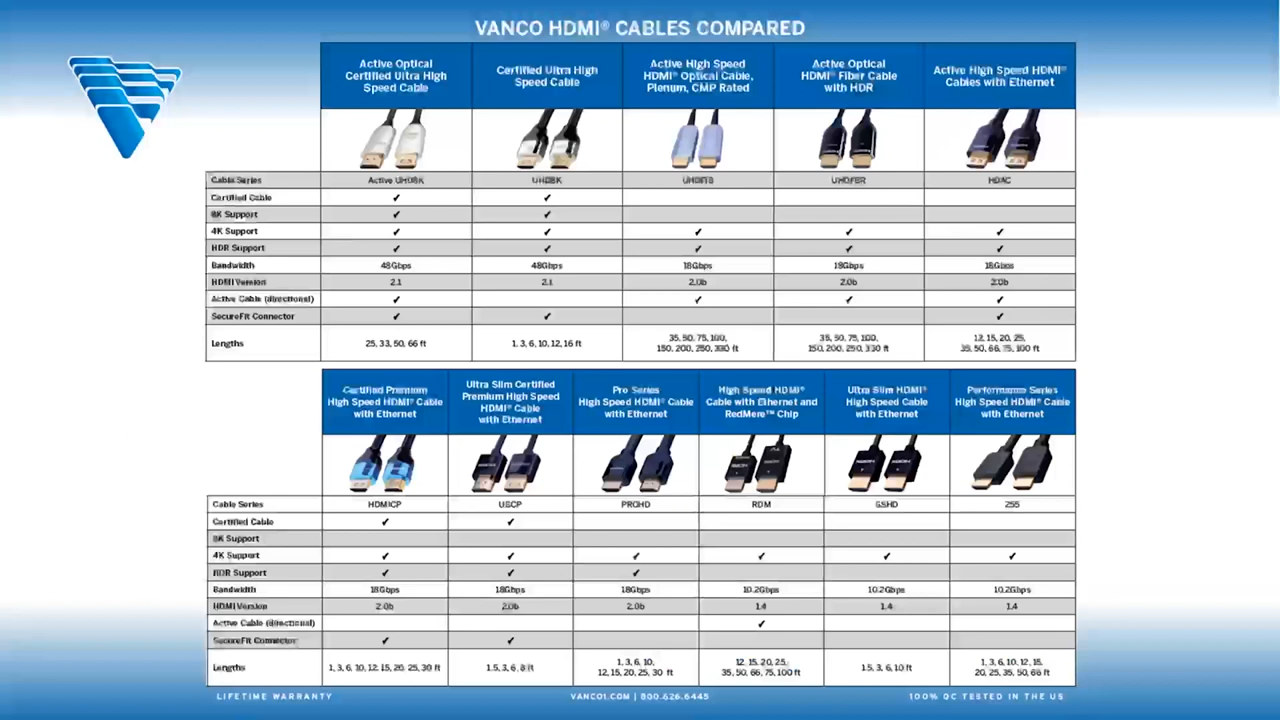 VANCO HDMI® CABLES COMPARED
Active Optical
Certified Ultra High
Speed Cable
Certified Ultra High
Speed Cable
Active High Speed
HDMI® Optical Cable,
Plenum, CMP Rated
Active Optical
HDMI® Fiber Cable
with HDR
Active High Speed HDMI®
Cables with Ethernet
Cable Series Active UHD8K UHD8K UHDFER HDAC
Certified Cable ✔ ✔
8K Support ✔ ✔
4K Support ✔ ✔ ✔ ✔ ✔
HDR Support ✔ ✔ ✔ ✔ ✔
Bandwidth 48Gbps 48Gbps 18Gbps 18Gbps 18Gbps
HDMI Version 2.1 2.1 2.0b 2.0b 2.0b
Active Cable (directional) ✔ ✔ ✔ ✔
SecureFit Connector ✔ ✔ ✔
Lengths 25, 33, 50, 66 ft 1, 3, 6, 10, 12, 16 ft
35, 50, 75, 100,
150, 200, 250, 330 ft
35, 50, 75, 100,
150, 200, 250, 330 ft
12, 15, 20, 25,
35, 50, 66, 75, 100 ft
Certified Premium
High Speed HDMI® Cable
with Ethernet
Ultra Slim Certified
Premium High Speed
HDMI® Cable
with Ethernet
Pro Series
High Speed HDMI® Cable
with Ethernet
High Speed HDMI®
Cable with Ethernet and
RedMere™ Chip
Ultra Slim HDMI®
High Speed Cable
with Ethernet
Performance Series
High Speed HDMI® Cable
with Ethernet
Cable Series HDMICP USCP PROHD RDM SSHD 255
Certified Cable ✔ ✔
8K Support
4K Support ✔ ✔ ✔ ✔ ✔ ✔
HDR Support ✔ ✔ ✔
Bandwidth 18Gbps 18Gbps 18Gbps 10.2Gbps 10.2Gbps 10.2Gbps
HDMI Version 2.0b 2.0b 2.0b 1.4 1.4 1.4
Active Cable (directional) ✔
SecureFit Connector ✔ ✔
Lengths 1, 3, 6, 10, 12, 15, 20, 25, 30 ft 1.5, 3, 6, 8 ft
1, 3, 6, 10,
12, 15, 20, 25, 30 ft
12, 15, 20, 25,
35, 50, 66, 75, 100 ft
1.5, 3, 6, 10 ft
1, 3, 6, 10, 12, 15,
20, 25, 35, 50, 66 ft
LIFETIME WARRANTY VANCO1.COM | 800.626.6445 100% QC TESTED IN THE US